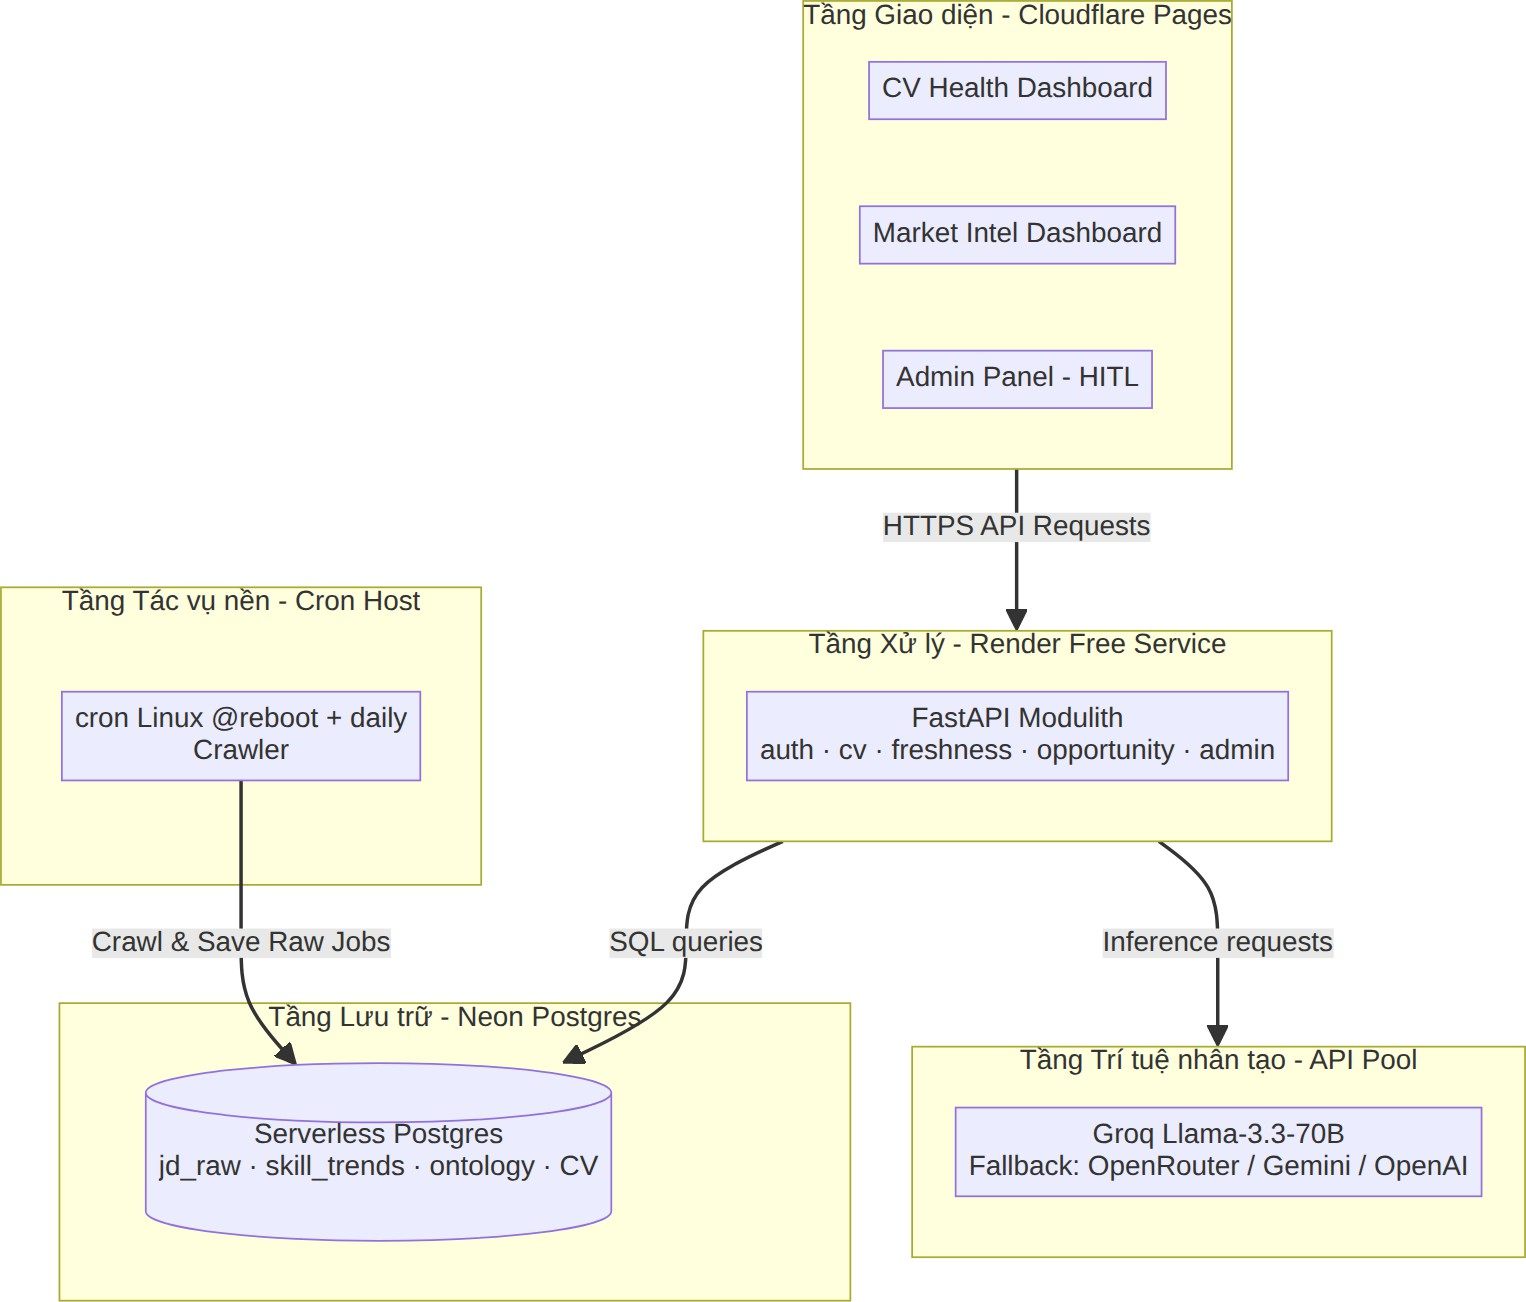 Tầng Giao diện - Cloudflare Pages
CV Health Dashboard
Market Intel Dashboard
Admin Panel - HITL
HTTPS API Requests
Tầng Tác vụ nền - Cron Host
cron Linux @reboot + daily
Crawler
Tầng Xử lý - Render Free Service
FastAPI Modulith
auth · cv · freshness · opportunity · admin
Crawl & Save Raw Jobs
SQL queries
Inference requests
Tầng Lưu trữ - Neon Postgres
Serverless Postgres
jd_raw · skill_trends · ontology · CV
Tầng Trí tuệ nhân tạo - API Pool
Groq Llama-3.3-70B
Fallback: OpenRouter / Gemini / OpenAI